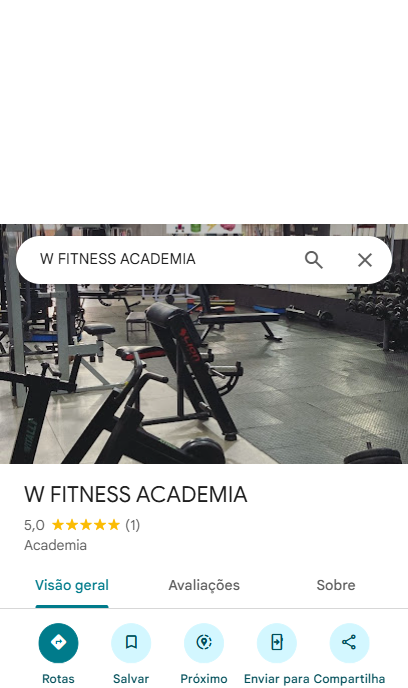 W FITNESS ACADEMIA
W FITNESS ACADEMIA
5,0 (1)
Academia
Visão geral
Avaliações
Sobre
Rotas
Salvar
Próximo
Enviar para
Compartilha